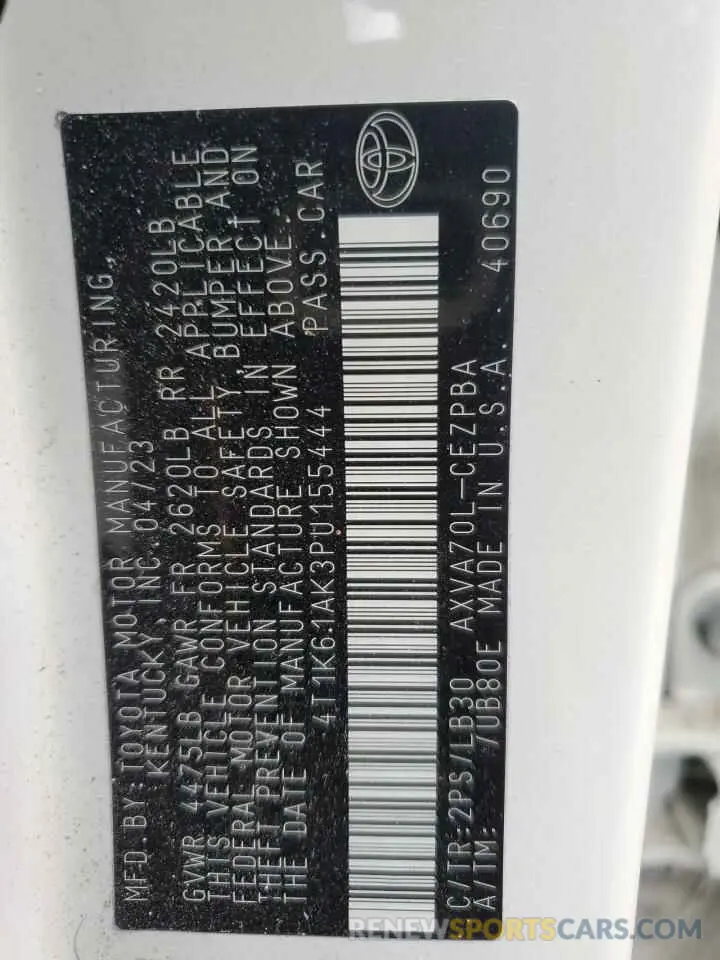 MFD. BY: TOYOTA MOTOR MANUFACTURING,
KENTUCKY, INC. 04/23
GVWR 4475LB GAWR FR 2620LB RR 2420LB
THIS VEHICLE CONFORMS TO ALL APPLICABLE
FEDERAL MOTOR VEHICLE SAFETY, BUMPER, AND
THEFT PREVENTION STANDARDS IN EFFECT ON
THE DATE OF MANUFACTURE SHOWN ABOVE.
4T1K61AK3PU155444 PASS. CAR
C/TR: 2PS/LB30 AXVA70L-CEZPBA
A/TM: -/UB80E MADE IN U.S.A. 40690
RENEWSPORTSCARS.COM